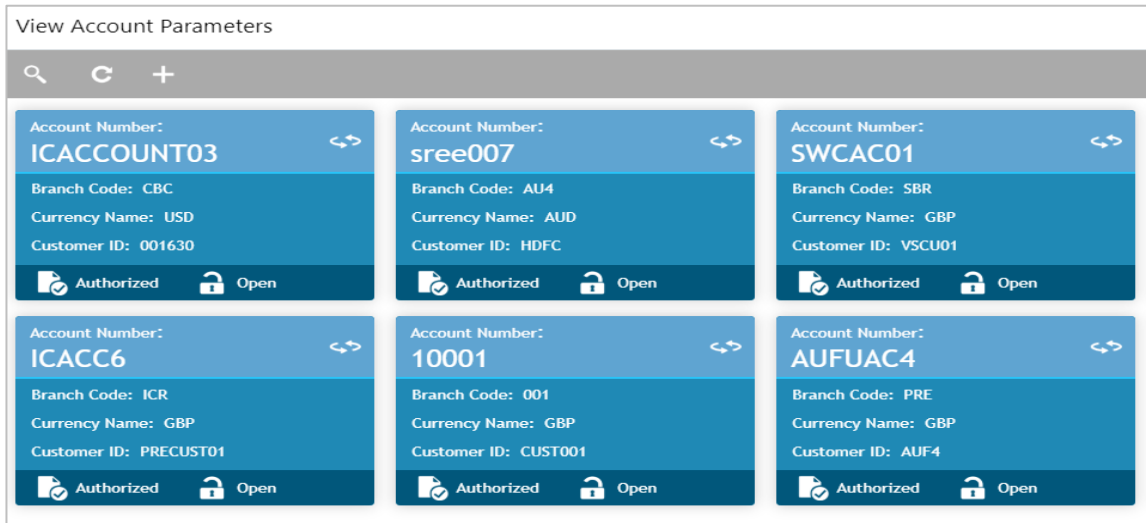 View Account Parameters
Account Number:
ICACCOUNT03
Branch Code: CBC
Currency Name: USD
Customer ID: 001630
Authorized Open
Account Number:
sree007
Branch Code: AU4
Currency Name: AUD
Customer ID: HDFC
Authorized Open
Account Number:
SWCAC01
Branch Code: SBR
Currency Name: GBP
Customer ID: VSCU01
Authorized Open
Account Number:
ICACC6
Branch Code: ICR
Currency Name: GBP
Customer ID: PRECUST01
Authorized Open
Account Number:
10001
Branch Code: 001
Currency Name: GBP
Customer ID: CUST001
Authorized Open
Account Number:
AUFUAC4
Branch Code: PRE
Currency Name: GBP
Customer ID: AUF4
Authorized Open